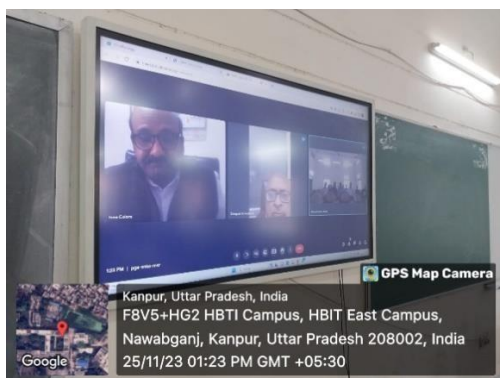 GPS Map Camera
Kanpur, Uttar Pradesh, India
F8V5+HG2 HBTI Campus, HBIT East Campus,
Nawabganj, Kanpur, Uttar Pradesh 208002, India
25/11/23 01:23 PM GMT +05:30
Google